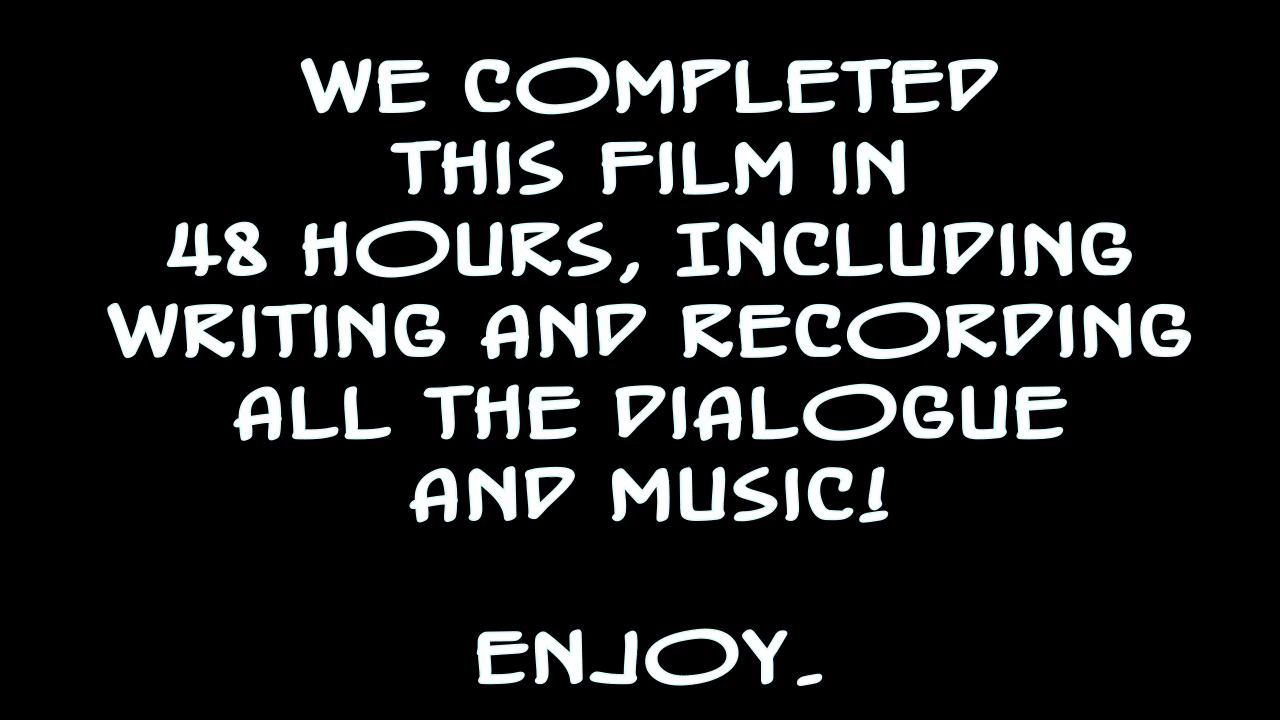 WE COMPLETED
THIS FILM IN
48 HOURS, INCLUDING
WRITING AND RECORDING
ALL THE DIALOGUE
AND MUSIC!
ENJOY.